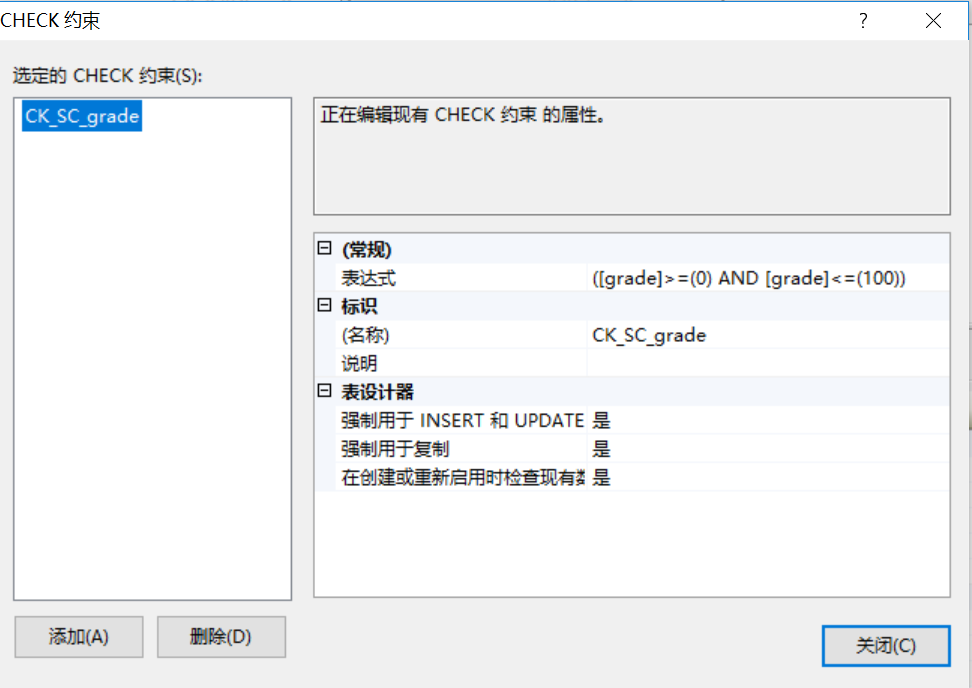 CHECK 约束
选定的 CHECK 约束(S):
CK_SC_grade
正在编辑现有 CHECK 约束 的属性。
(常规)
表达式 ([grade]>=(0) AND [grade]<=(100))
标识
(名称) CK_SC_grade
说明
表设计器
强制用于 INSERT 和 UPDATE 是
强制用于复制 是
在创建或重新启用时检查现有 是
添加(A) 删除(D)
关闭(C)